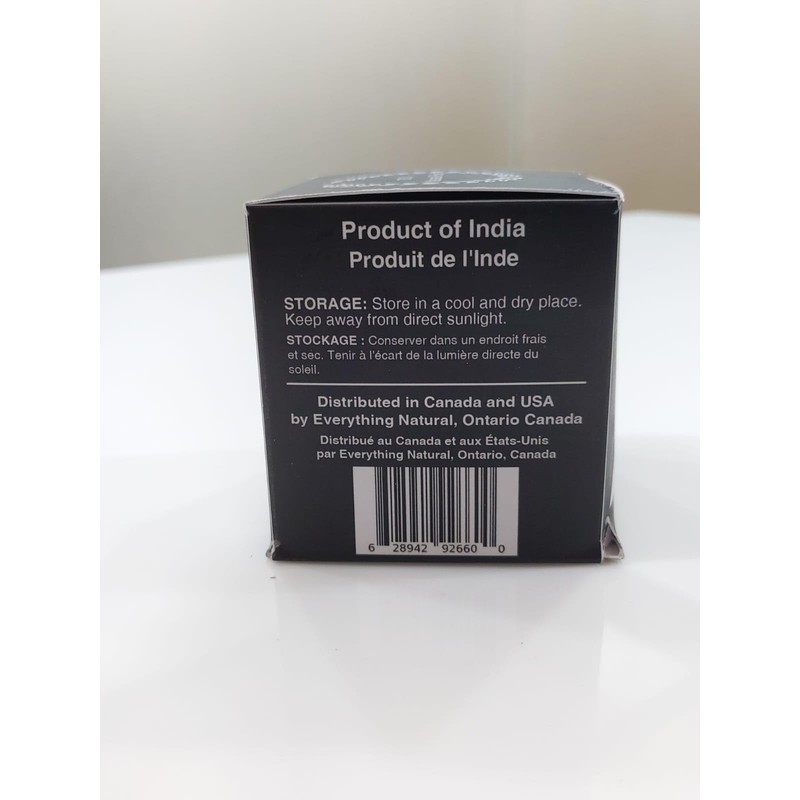 Product of India
Produit de l'Inde
STORAGE: Store in a cool and dry place.
Keep away from direct sunlight.
STOCKAGE : Conserver dans un endroit frais
et sec. Tenir à l'écart de la lumière directe du
soleil.
Distributed in Canada and USA
by Everything Natural, Ontario Canada
Distribué au Canada et aux États-Unis
par Everything Natural, Ontario, Canada
6 28942 92660 0